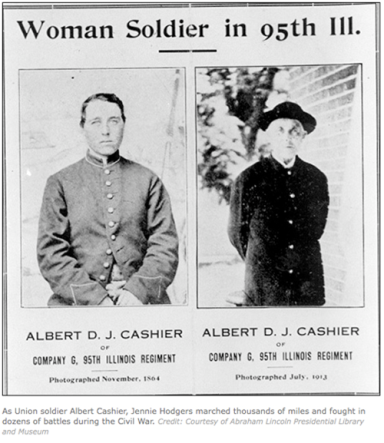 Woman Soldier in 95th Ill.
ALBERT D. J. CASHIER
OF
COMPANY G, 95TH ILLINOIS REGIMENT
Photographed November, 1864
ALBERT D. J. CASHIER
OF
COMPANY G, 95TH ILLINOIS REGIMENT
Photographed July, 1913
As Union soldier Albert Cashier, Jennie Hodgers marched thousands of miles and fought in
dozens of battles during the Civil War. Credit: Courtesy of Abraham Lincoln Presidential Library
and Museum